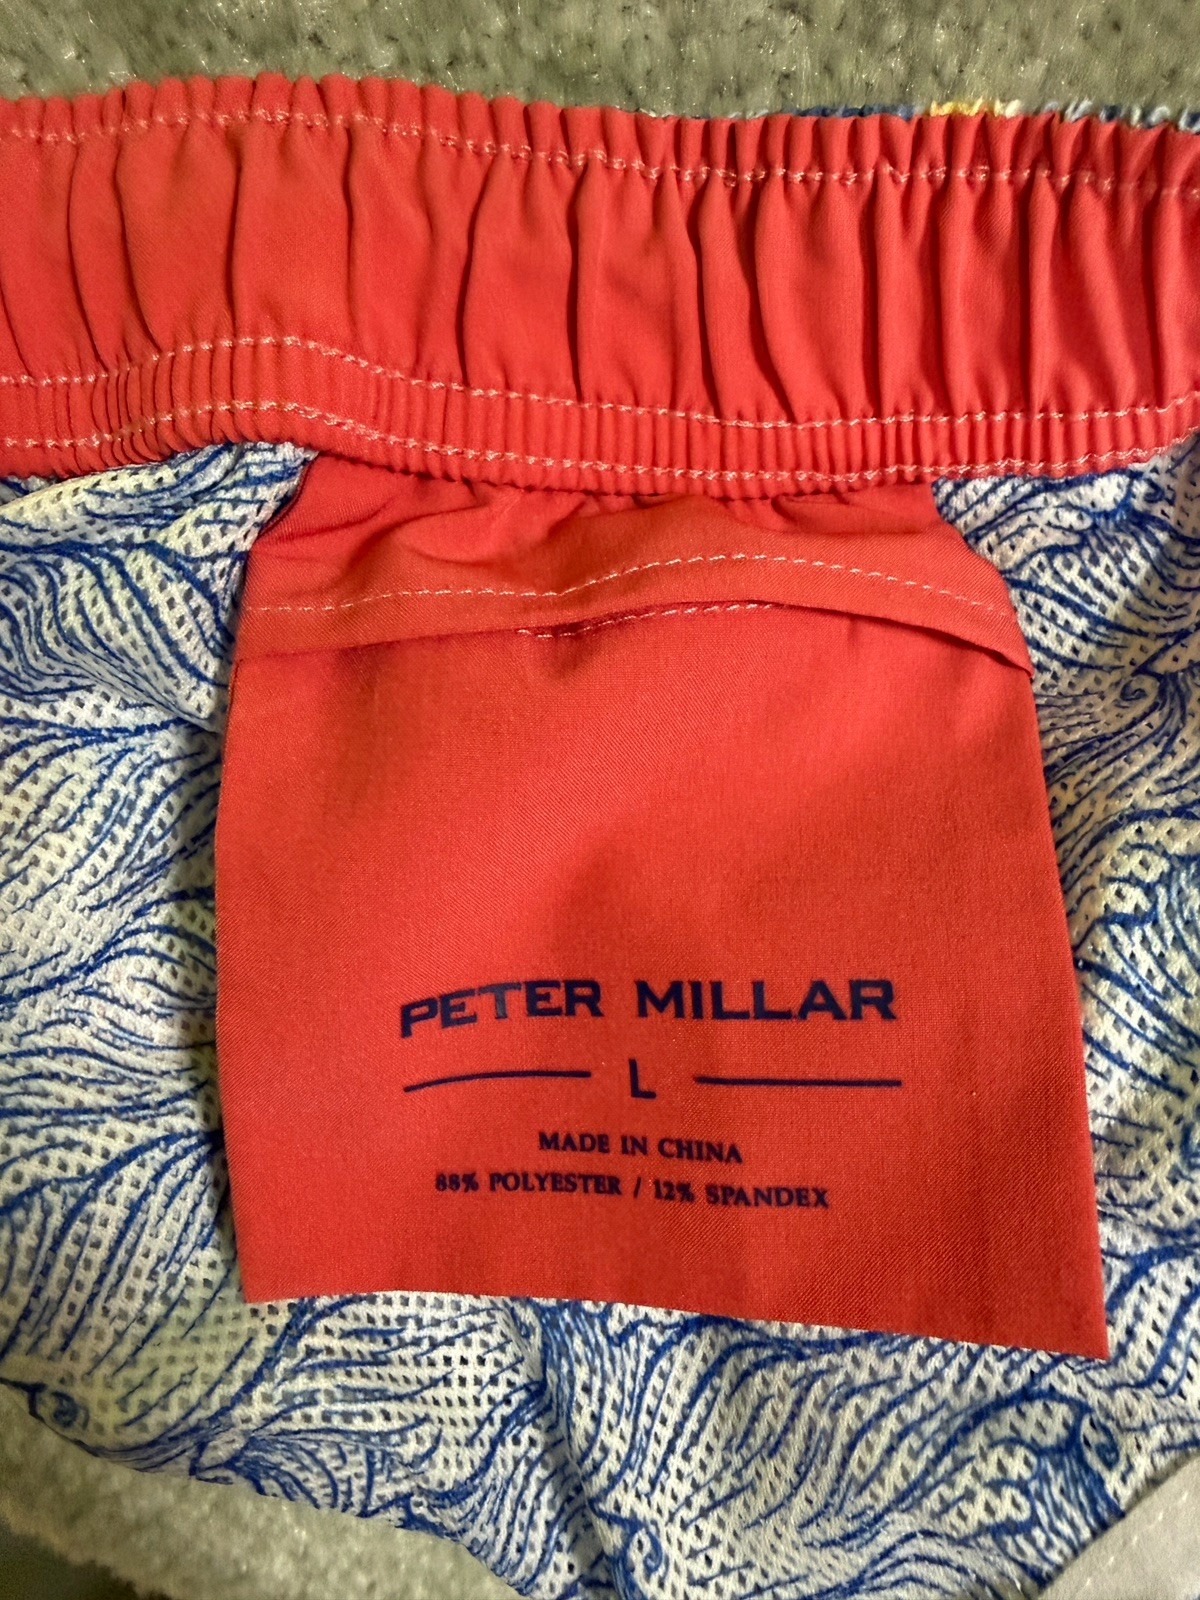 PETER MILLAR
L
MADE IN CHINA
88% POLYESTER / 12% SPANDEX